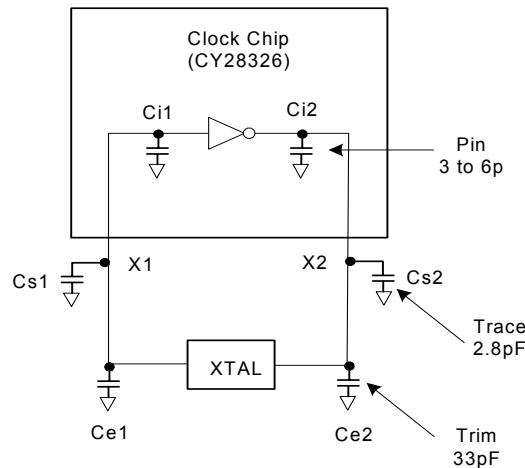 Clock Chip
(CY28326)
Ci1
Ci2
Pin
3 to 6p
X1
X2
Cs1
Cs2
Trace
2.8pF
XTAL
Ce1
Ce2
Trim
33pF